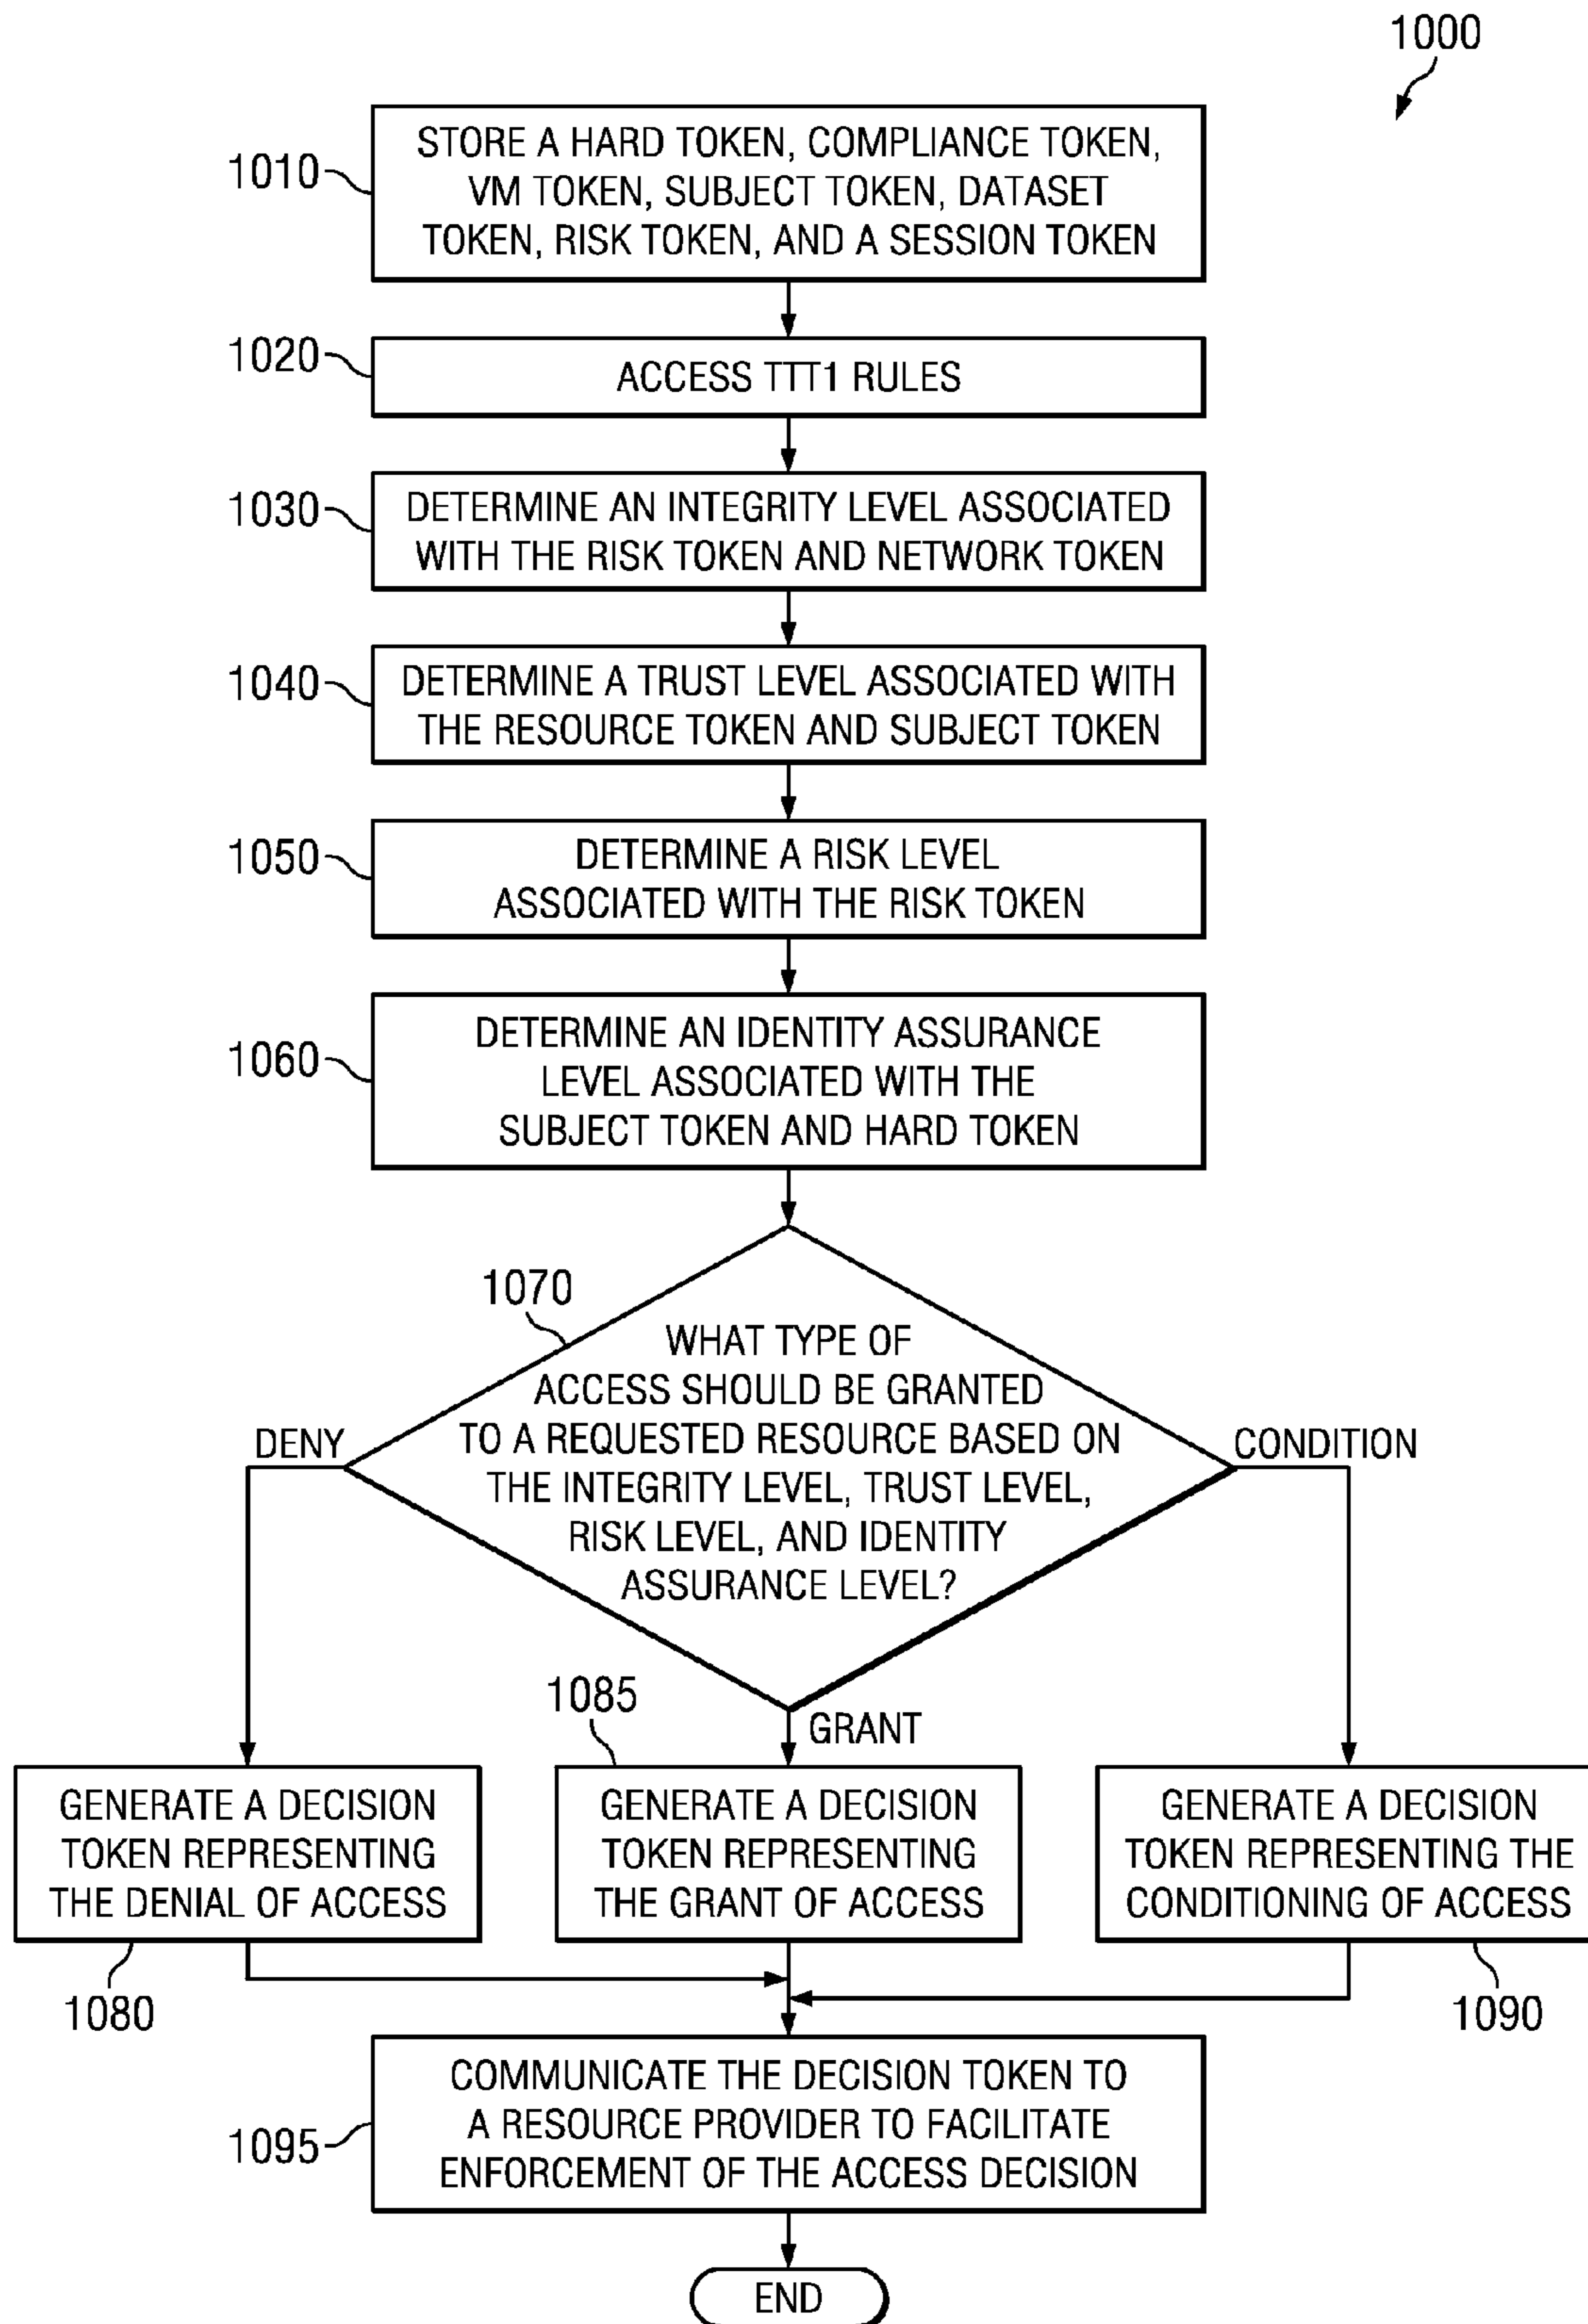 1000
1010
STORE A HARD TOKEN, COMPLIANCE TOKEN,
VM TOKEN, SUBJECT TOKEN, DATASET
TOKEN, RISK TOKEN, AND A SESSION TOKEN
1020
ACCESS TTT1 RULES
1030
DETERMINE AN INTEGRITY LEVEL ASSOCIATED
WITH THE RISK TOKEN AND NETWORK TOKEN
1040
DETERMINE A TRUST LEVEL ASSOCIATED WITH
THE RESOURCE TOKEN AND SUBJECT TOKEN
1050
DETERMINE A RISK LEVEL
ASSOCIATED WITH THE RISK TOKEN
1060
DETERMINE AN IDENTITY ASSURANCE
LEVEL ASSOCIATED WITH THE
SUBJECT TOKEN AND HARD TOKEN
1070
WHAT TYPE OF
ACCESS SHOULD BE GRANTED
TO A REQUESTED RESOURCE BASED ON
THE INTEGRITY LEVEL, TRUST LEVEL,
RISK LEVEL, AND IDENTITY
ASSURANCE LEVEL?
DENY
CONDITION
GRANT
1085
GENERATE A DECISION
TOKEN REPRESENTING
THE DENIAL OF ACCESS
GENERATE A DECISION
TOKEN REPRESENTING
THE GRANT OF ACCESS
GENERATE A DECISION
TOKEN REPRESENTING THE
CONDITIONING OF ACCESS
1080
1090
1095
COMMUNICATE THE DECISION TOKEN TO
A RESOURCE PROVIDER TO FACILITATE
ENFORCEMENT OF THE ACCESS DECISION
END